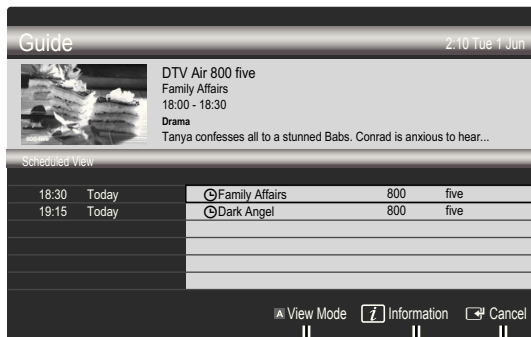 Guide 2:10 Tue 1 Jun
DTV Air 800 five
Family Affairs
18:00 - 18:30
Drama
Tanya confesses all to a stunned Babs. Conrad is anxious to hear...
800 five
Scheduled View
18:30 Today Family Affairs 800 five
19:15 Today Dark Angel 800 five
A View Mode i Information Cancel